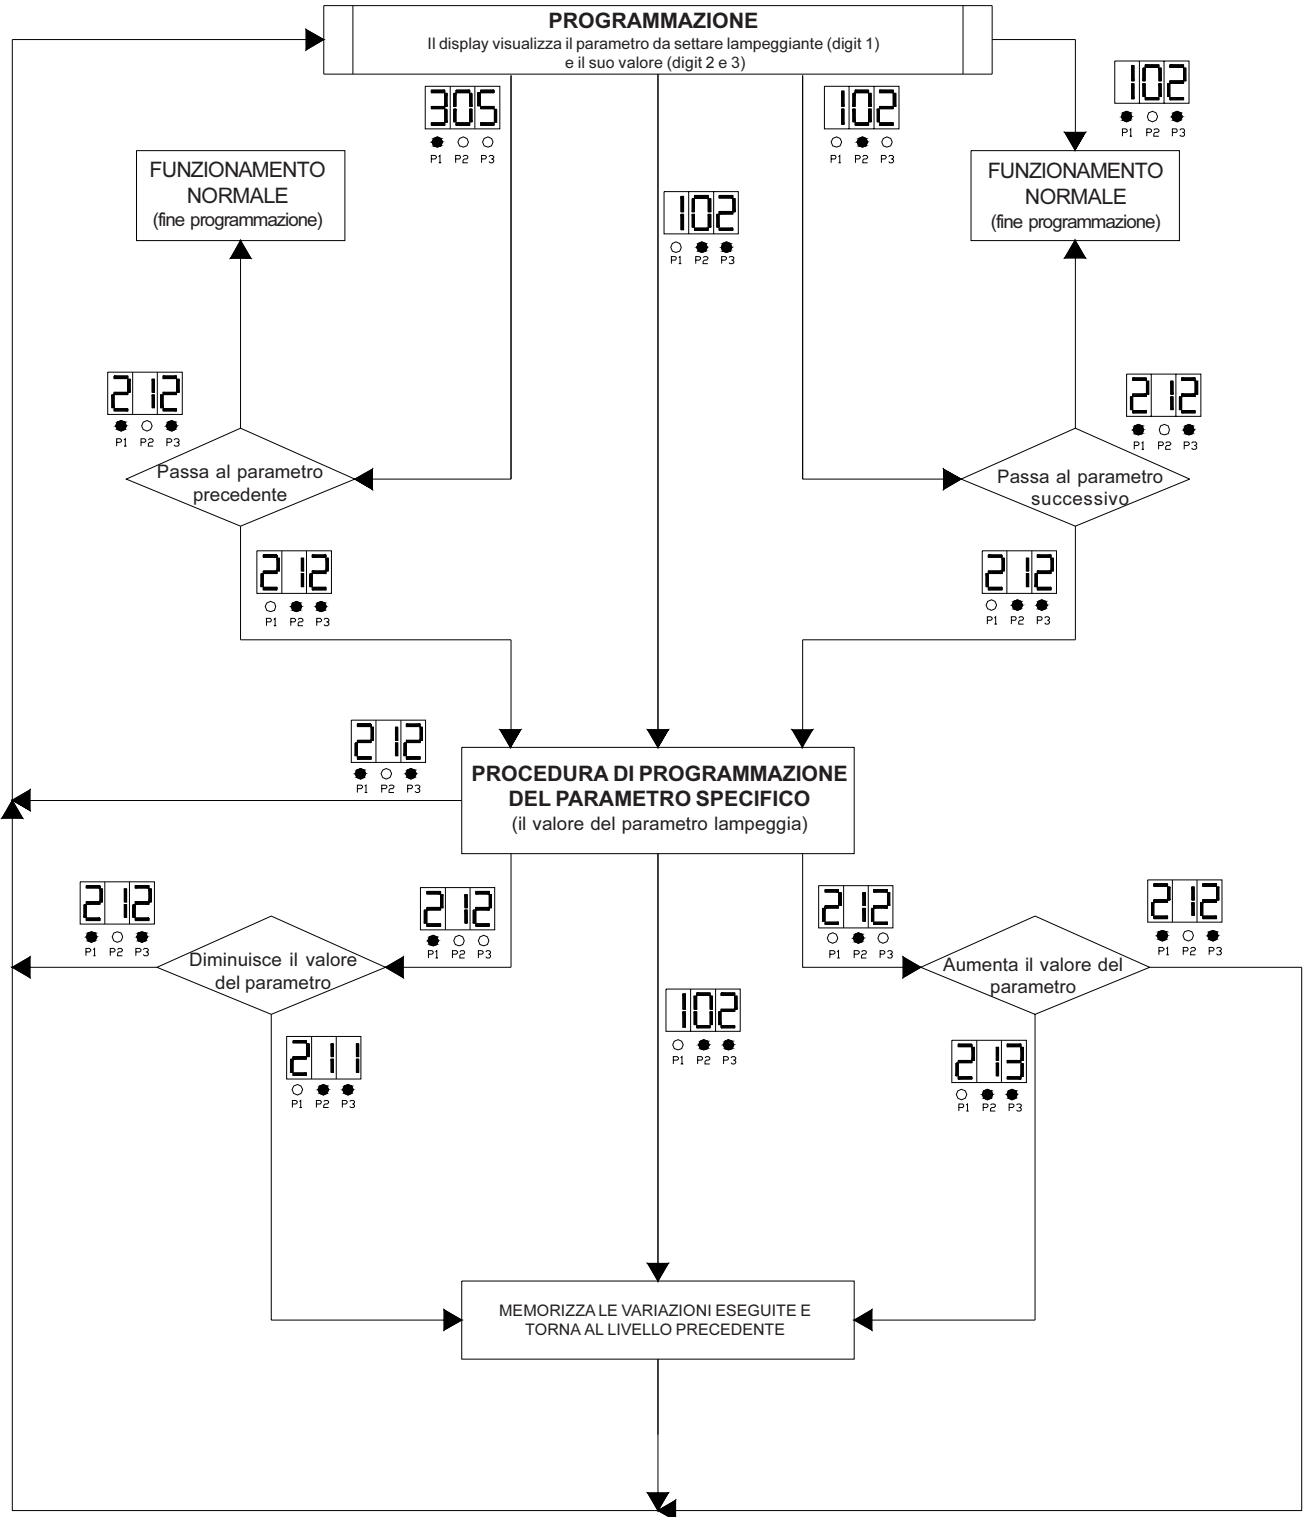 PROGRAMMAZIONE
Il display visualizza il parametro da settare lampeggiante (digit 1)
e il suo valore (digit 2 e 3)
305
P1 P2 P3
102
P1 P2 P3
102
P1 P2 P3
FUNZIONAMENTO
NORMALE
(fine programmazione)
102
P1 P2 P3
FUNZIONAMENTO
NORMALE
(fine programmazione)
212
P1 P2 P3
212
P1 P2 P3
Passa al parametro
precedente
Passa al parametro
successivo
212
P1 P2 P3
212
P1 P2 P3
212
P1 P2 P3
PROCEDURA DI PROGRAMMAZIONE
DEL PARAMETRO SPECIFICO
(il valore del parametro lampeggia)
212
P1 P2 P3
212
P1 P2 P3
212
P1 P2 P3
212
P1 P2 P3
Diminuisce il valore
del parametro
Aumenta il valore del
parametro
102
P1 P2 P3
211
P1 P2 P3
213
P1 P2 P3
MEMORIZZA LE VARIAZIONI ESEGUITE E
TORNA AL LIVELLO PRECEDENTE